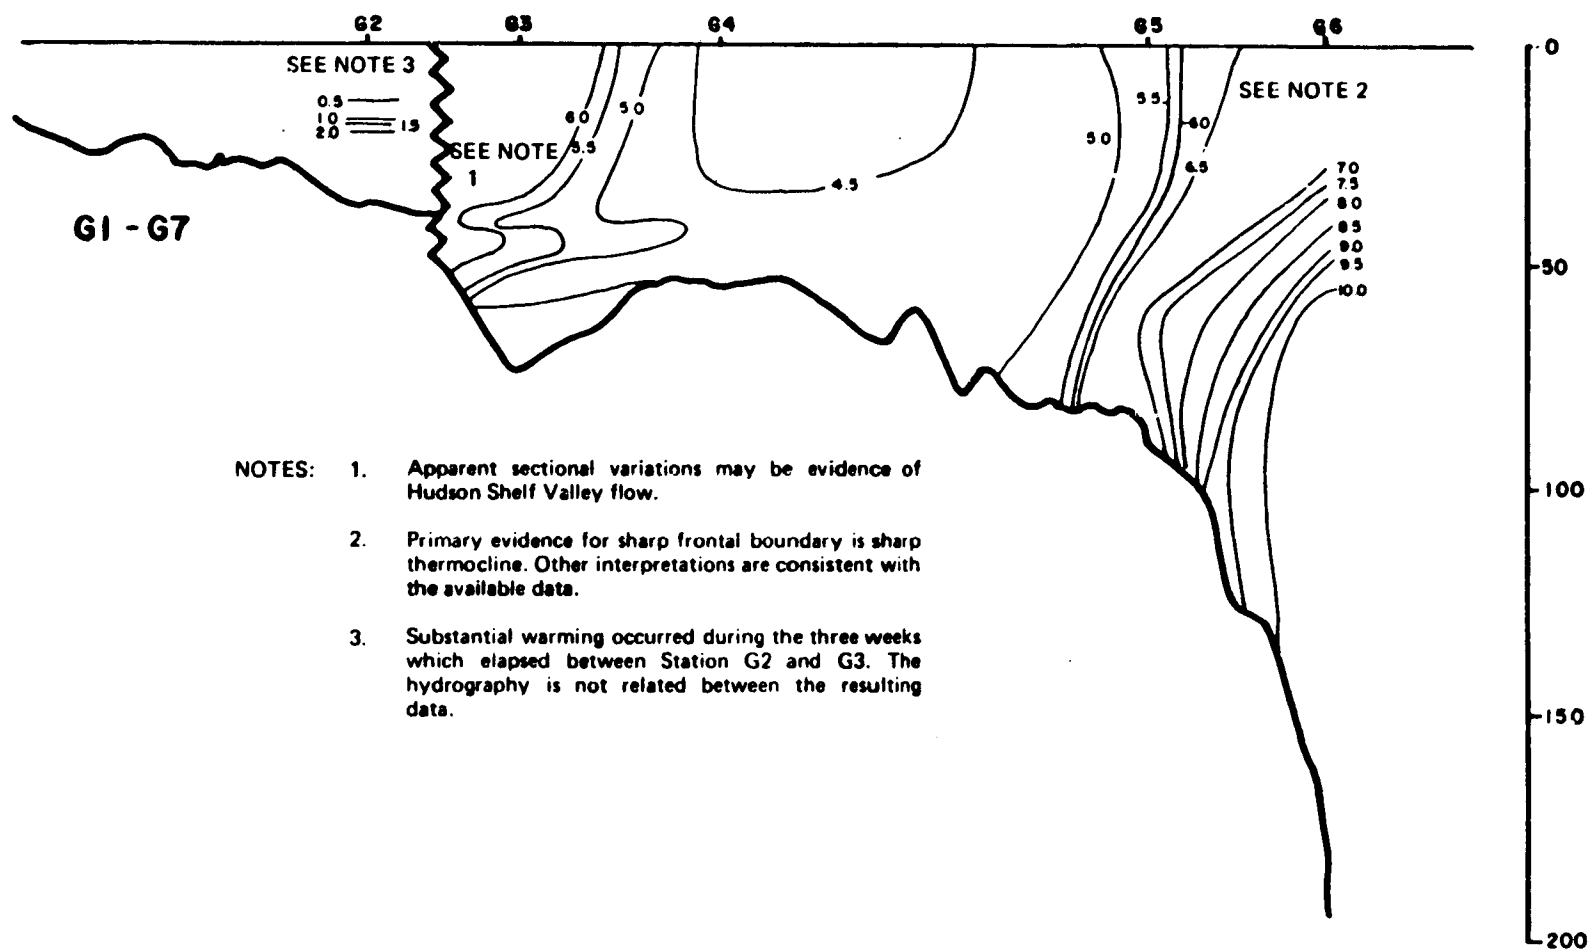 G2 G3 G4 G5 G6
SEE NOTE 3
0.5
1.0
1.5
2.0
SEE NOTE
1
6.0
5.5
5.0
4.5
5.0
5.5
6.0
6.5
SEE NOTE 2
7.0
7.5
8.0
8.5
9.0
9.5
10.0
0
50
100
150
200
G1 - G7
NOTES: 1. Apparent sectional variations may be evidence of
Hudson Shelf Valley flow.
2. Primary evidence for sharp frontal boundary is sharp
thermocline. Other interpretations are consistent with
the available data.
3. Substantial warming occurred during the three weeks
which elapsed between Station G2 and G3. The
hydrography is not related between the resulting
data.